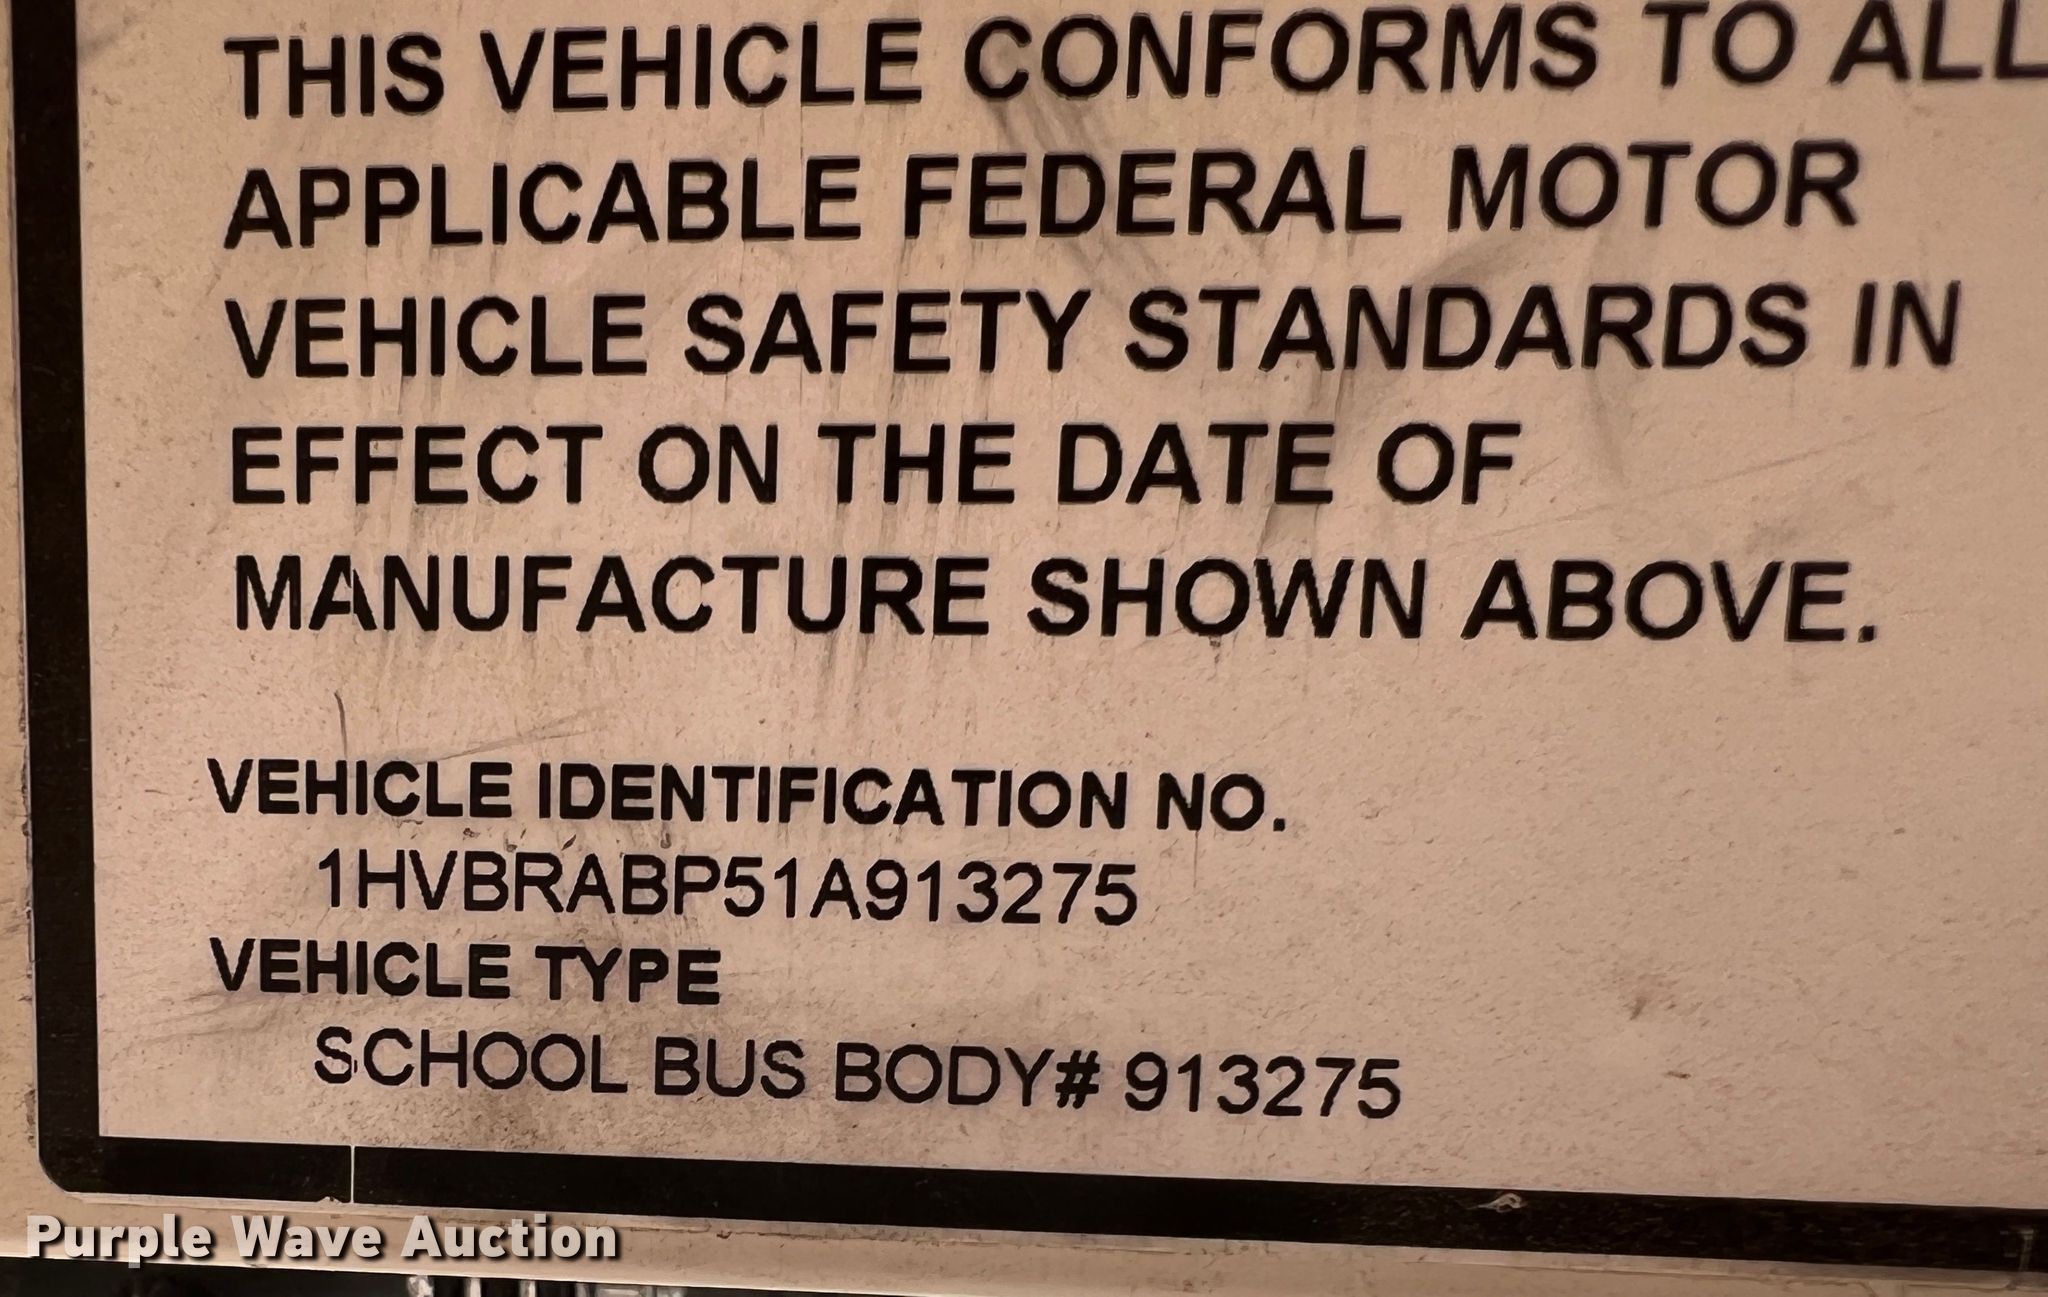 THIS VEHICLE CONFORMS TO ALL
APPLICABLE FEDERAL MOTOR
VEHICLE SAFETY STANDARDS IN
EFFECT ON THE DATE OF
MANUFACTURE SHOWN ABOVE.
VEHICLE IDENTIFICATION NO.
1HVBRABP51A913275
VEHICLE TYPE
SCHOOL BUS BODY# 913275
Purple Wave Auction